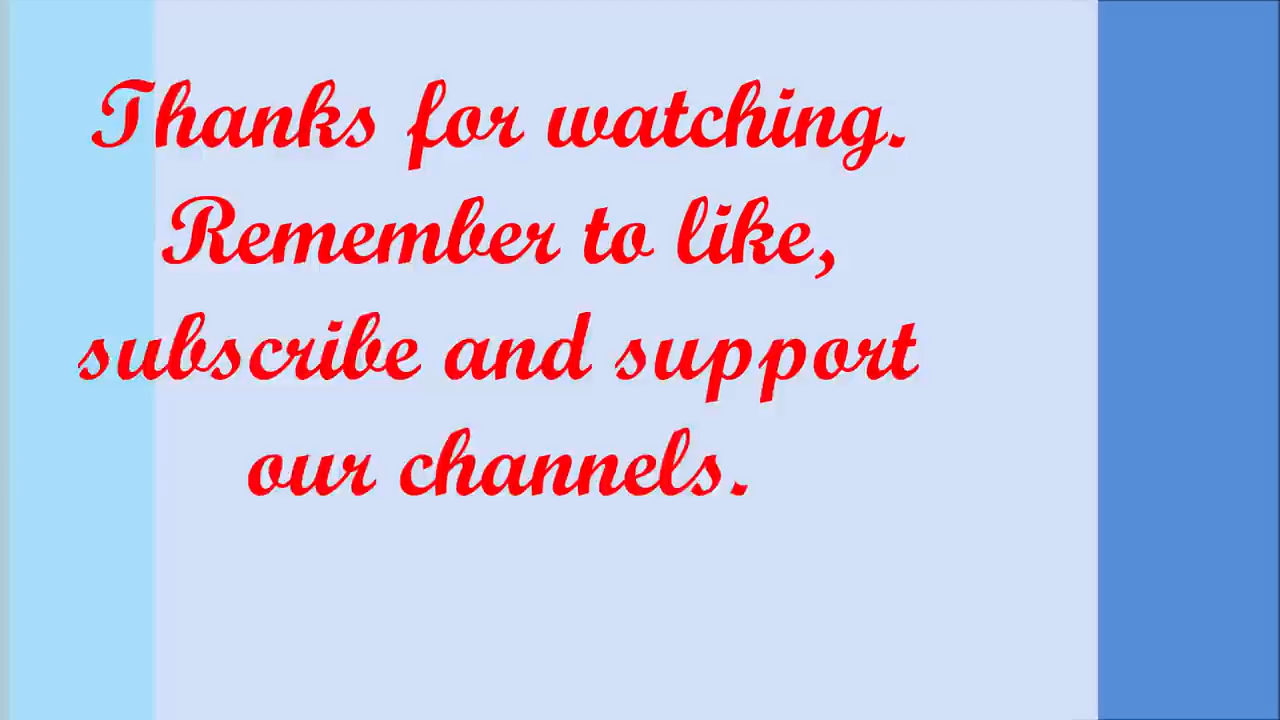 Thanks for watching.
Remember to like,
subscribe and support
our channels.